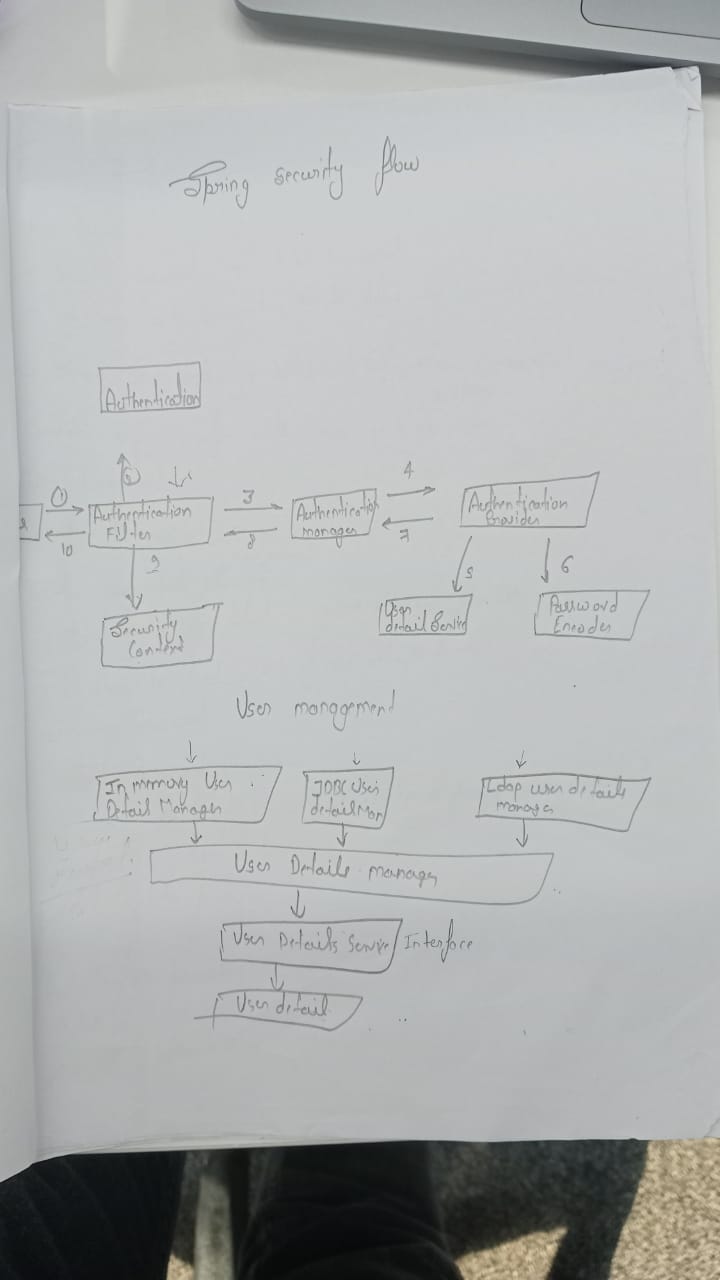 Spring security flow
Authentication
1
2
3
4
Authentication
Filter
Authentication
manager
Authentication
Provider
10
8
7
9
5
6
Security
Context
User
detail Service
Password
Encoder
User management
In memory User
Detail Manager
JDBC User
detail Man
Ldap user details
manager
User Details manager
User Details Service Interface
User detail